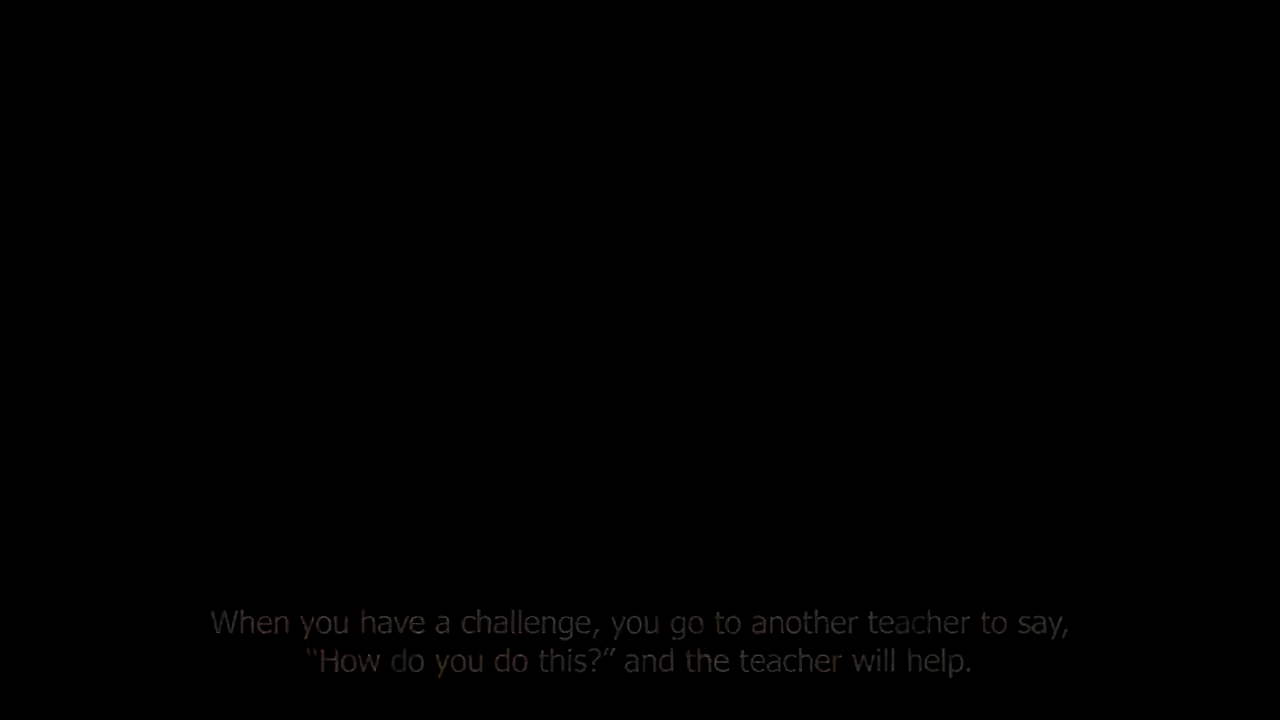 When you have a challenge, you go to another teacher to say,
“How do you do this?” and the teacher will help.